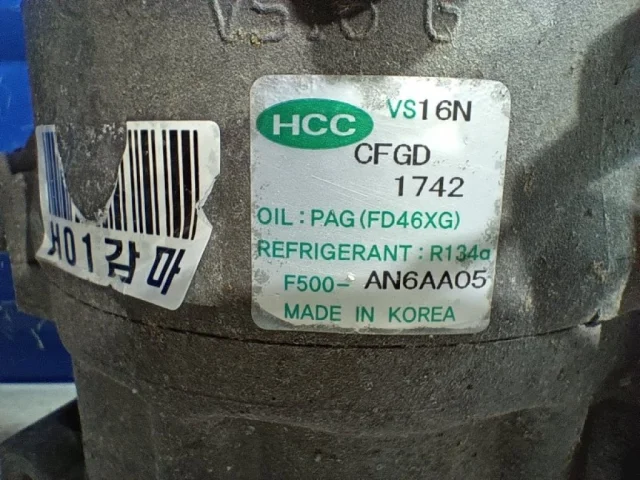 VS16 G
HCC VS16N
CFGD
1742
OIL : PAG (FD46XG)
REFRIGERANT : R134a
F500- AN6AA05
MADE IN KOREA
H01감마